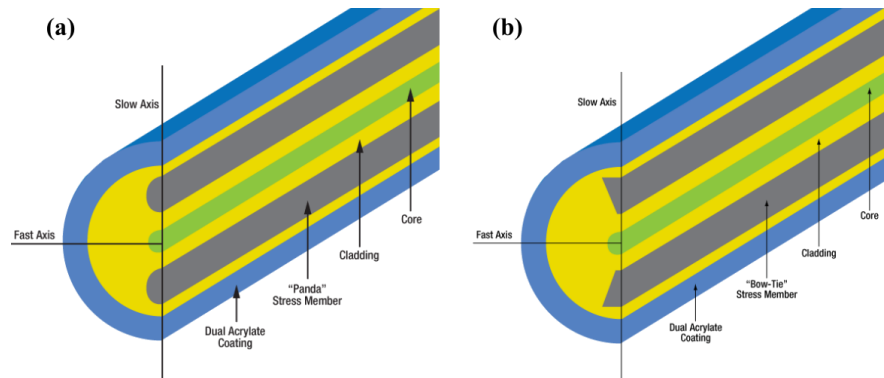 (a)
Slow Axis
Fast Axis
Core
Cladding
"Panda"
Stress Member
Dual Acrylate
Coating
(b)
Slow Axis
Fast Axis
Core
Cladding
"Bow-Tie"
Stress Member
Dual Acrylate
Coating